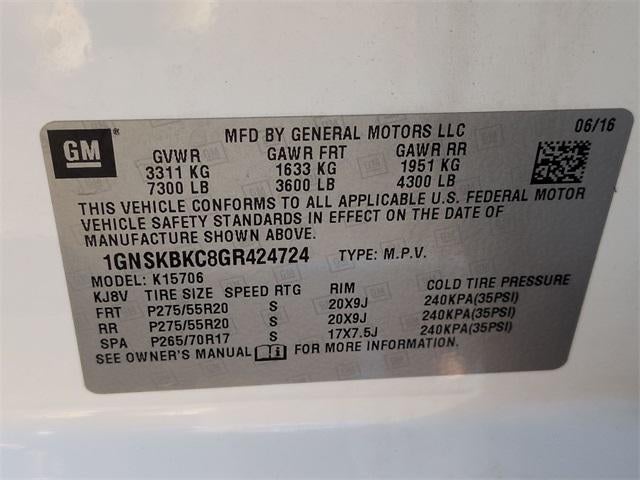 GM ®
MFD BY GENERAL MOTORS LLC 06/16
GVWR GAWR FRT GAWR RR
3311 KG 1633 KG 1951 KG
7300 LB 3600 LB 4300 LB
THIS VEHICLE CONFORMS TO ALL APPLICABLE U.S. FEDERAL MOTOR
VEHICLE SAFETY STANDARDS IN EFFECT ON THE DATE OF
MANUFACTURE SHOWN ABOVE.
1GNSKBKC8GR424724 TYPE: M.P.V.
MODEL: K15706
KJ8V TIRE SIZE SPEED RTG RIM COLD TIRE PRESSURE
FRT P275/55R20 S 20X9J 240KPA(35PSI)
RR P275/55R20 S 20X9J 240KPA(35PSI)
SPA P265/70R17 S 17X7.5J 240KPA(35PSI)
SEE OWNER'S MANUAL FOR MORE INFORMATION.